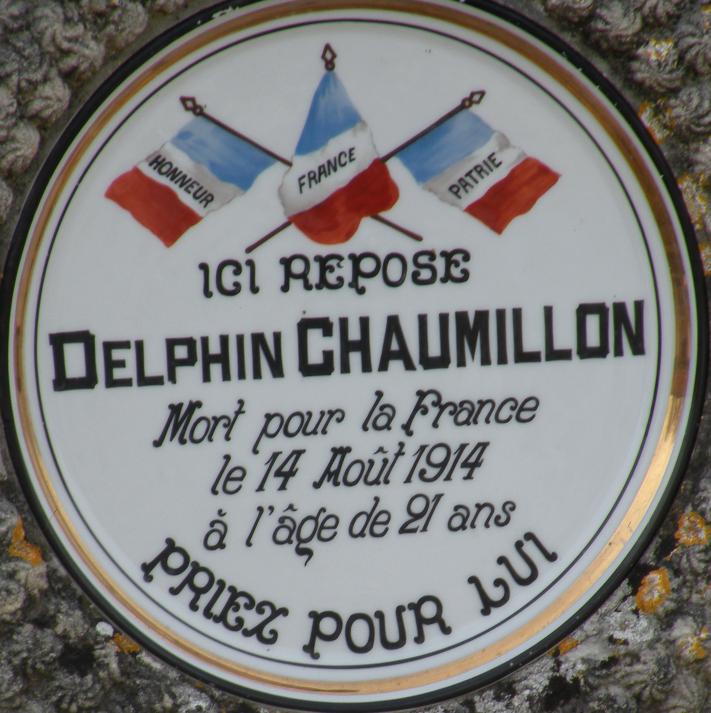 HONNEUR
FRANCE
PATRIE
ICI REPOSE
DELPHIN CHAUMILLON
Mort pour la France
le 14 Août 1914
à l'âge de 21 ans
PRIEZ POUR LUI